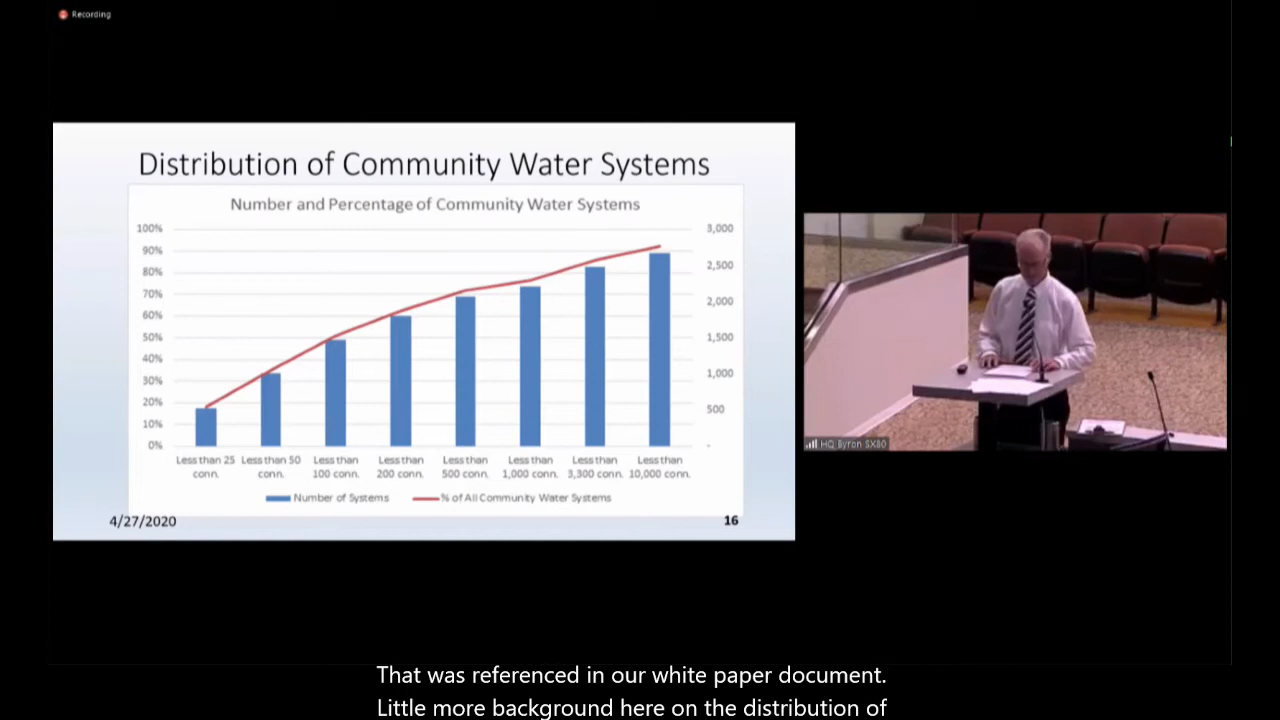 Recording
Distribution of Community Water Systems
Number and Percentage of Community Water Systems
100%
90%
80%
70%
60%
50%
40%
30%
20%
10%
0%
3,000
2,500
2,000
1,500
1,000
500
-
Less than 25 conn.
Less than 50 conn.
Less than 100 conn.
Less than 200 conn.
Less than 500 conn.
Less than 1,000 conn.
Less than 3,300 conn.
Less than 10,000 conn.
Number of Systems
% of All Community Water Systems
4/27/2020
16
HQ Byron SX80
That was referenced in our white paper document.
Little more background here on the distribution of